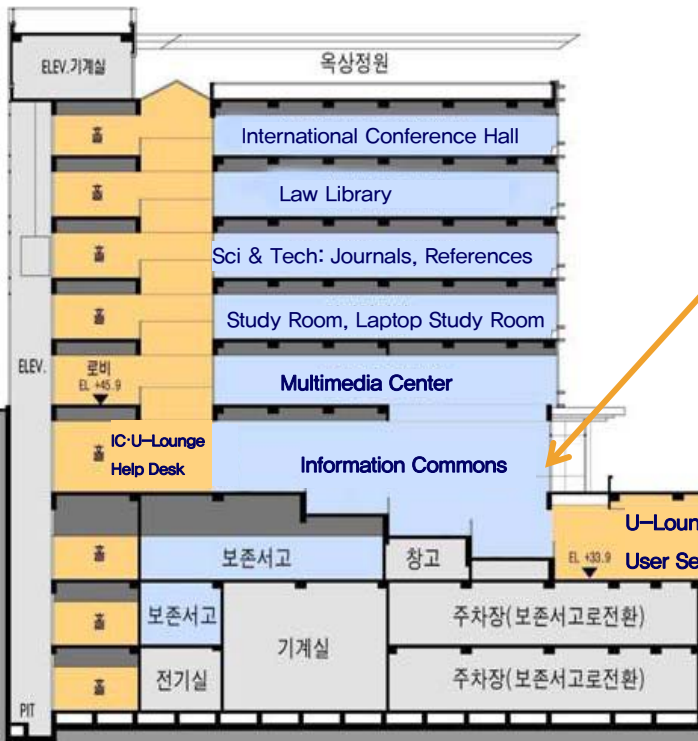 옥상정원
ELEV.기계실
홀
International Conference Hall
홀
Law Library
홀
Sci & Tech: Journals, References
홀
Study Room, Laptop Study Room
ELEV.
로비
EL +45.9
Multimedia Center
홀
IC·U-Lounge
Help Desk
Information Commons
홀
보존서고
창고
EL +33.9
U-Loun
User Se
홀
보존서고
기계실
주차장(보존서고로전환)
홀
전기실
주차장(보존서고로전환)
PIT